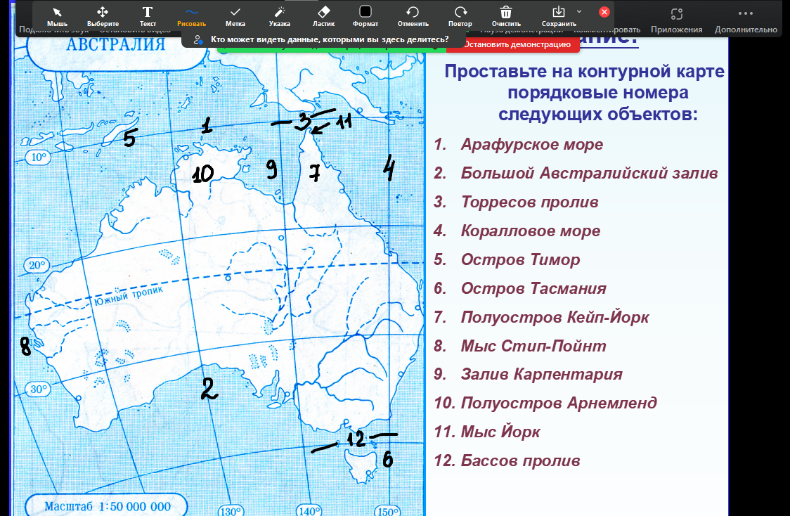 Мышь
Выберите
Текст
Рисовать
Метка
Указка
Ластик
Формат
Отменить
Повтор
Очистить
Сохранить
Приложения
Дополнительно
Кто может видеть данные, которыми вы здесь делитесь?
Остановить демонстрацию
АВСТРАЛИЯ
Проставьте на контурной карте
порядковые номера
следующих объектов:
1. Арафурское море
2. Большой Австралийский залив
3. Торресов пролив
4. Коралловое море
5. Остров Тимор
6. Остров Тасмания
7. Полуостров Кейп-Йорк
8. Мыс Стип-Пойнт
9. Залив Карпентария
10. Полуостров Арнемленд
11. Мыс Йорк
12. Бассов пролив
5
1
3
11
10°
10
9
7
4
20°
Южный тропик
8
30°
2
12
6
Масштаб 1:50 000 000
130°
140°
150°